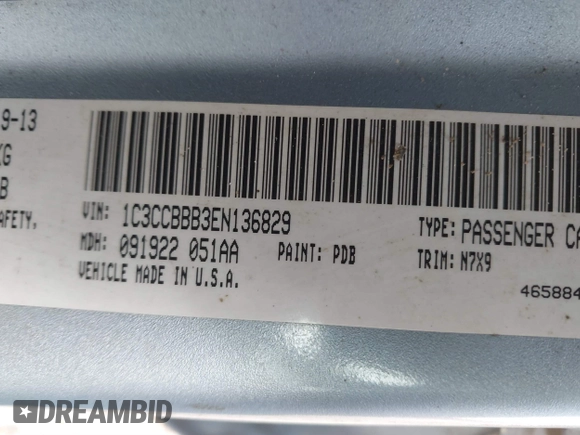 9-13
KG
B
AFETY,
VIN: 1C3CCBBB3EN136829 TYPE: PASSENGER CA
MDH: 091922 051AA PAINT: PDB TRIM: N7X9
VEHICLE MADE IN U.S.A.
465884
DREAMBID